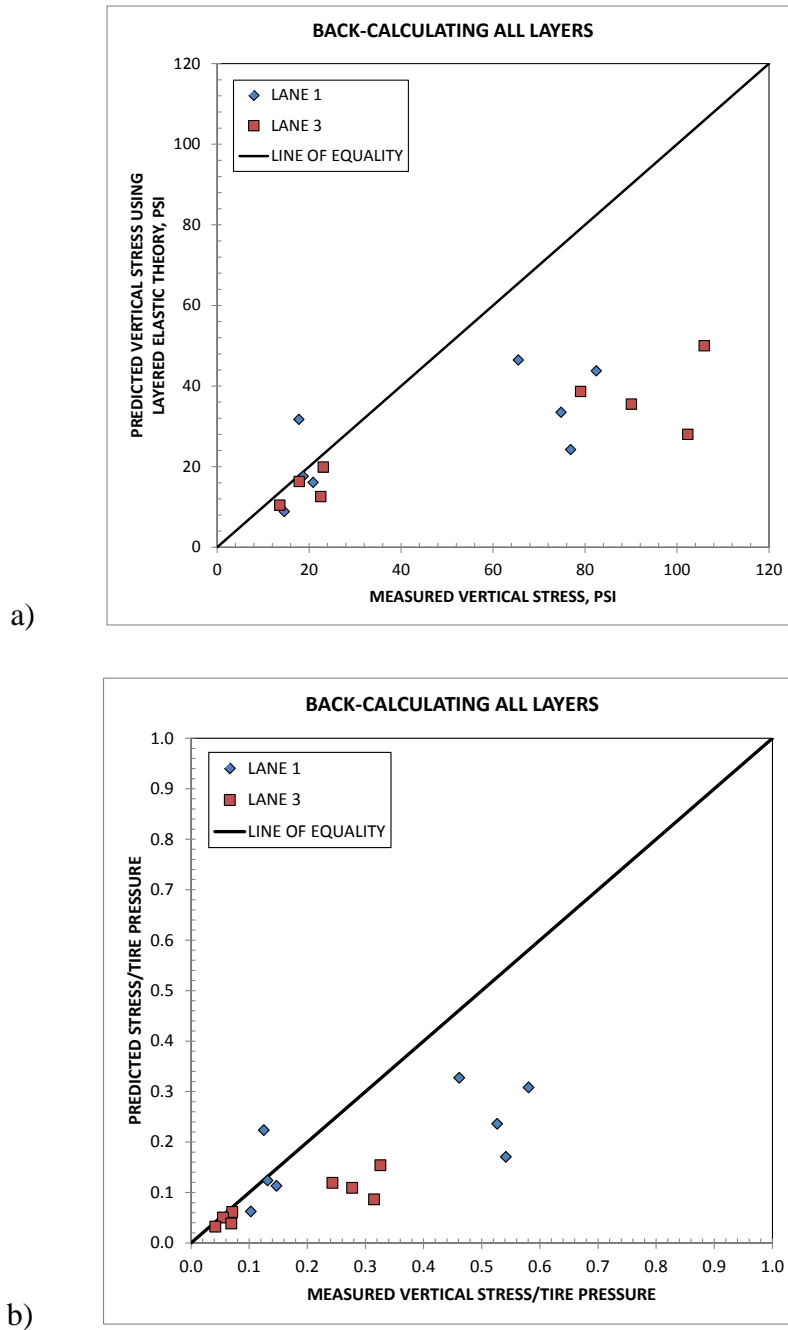 BACK-CALCULATING ALL LAYERS
120
100
80
60
40
20
0
LANE 1
LANE 3
LINE OF EQUALITY
PREDICTED VERTICAL STRESS USING
LAYERED ELASTIC THEORY, PSI
0 20 40 60 80 100 120
MEASURED VERTICAL STRESS, PSI
a)
BACK-CALCULATING ALL LAYERS
1.0
0.9
0.8
0.7
0.6
0.5
0.4
0.3
0.2
0.1
0.0
LANE 1
LANE 3
LINE OF EQUALITY
PREDICTED STRESS/TIRE PRESSURE
0.0 0.1 0.2 0.3 0.4 0.5 0.6 0.7 0.8 0.9 1.0
MEASURED VERTICAL STRESS/TIRE PRESSURE
b)